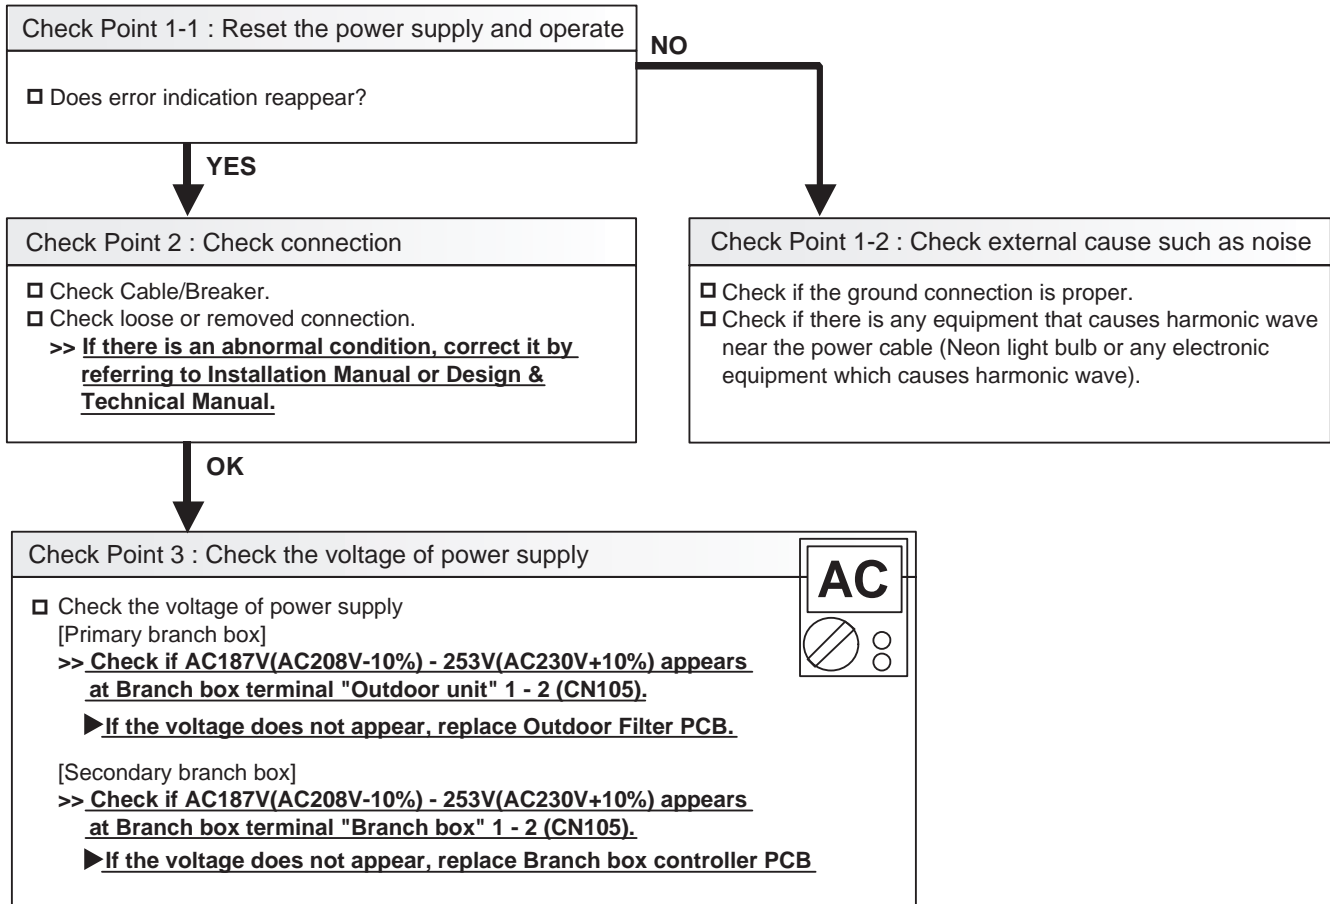 Check Point 1-1 : Reset the power supply and operate
Does error indication reappear?
NO
YES
Check Point 2 : Check connection
Check Cable/Breaker.
Check loose or removed connection.
>> If there is an abnormal condition, correct it by
referring to Installation Manual or Design &
Technical Manual.
Check Point 1-2 : Check external cause such as noise
Check if the ground connection is proper.
Check if there is any equipment that causes harmonic wave
near the power cable (Neon light bulb or any electronic
equipment which causes harmonic wave).
OK
Check Point 3 : Check the voltage of power supply
AC
Check the voltage of power supply
[Primary branch box]
>> Check if AC187V(AC208V-10%) - 253V(AC230V+10%) appears
at Branch box terminal "Outdoor unit" 1 - 2 (CN105).
▶If the voltage does not appear, replace Outdoor Filter PCB.
[Secondary branch box]
>> Check if AC187V(AC208V-10%) - 253V(AC230V+10%) appears
at Branch box terminal "Branch box" 1 - 2 (CN105).
▶If the voltage does not appear, replace Branch box controller PCB